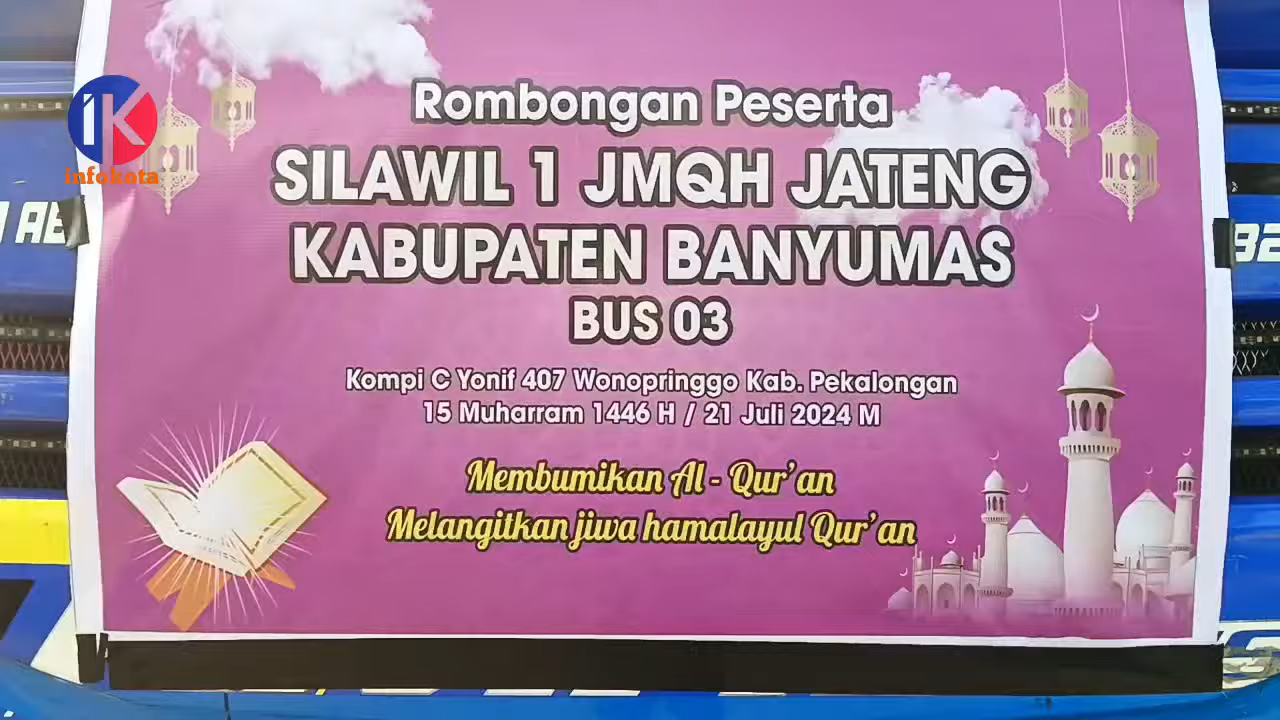 IK
infokota
Rombongan Peserta
SILAWIL 1 JMQH JATENG
KABUPATEN BANYUMAS
BUS 03
Kompi C Yonif 407 Wonopringgo Kab. Pekalongan
15 Muharram 1446 H / 21 Juli 2024 M
Membumikan Al - Qur'an
Melangitkan jiwa hamalayul Qur'an